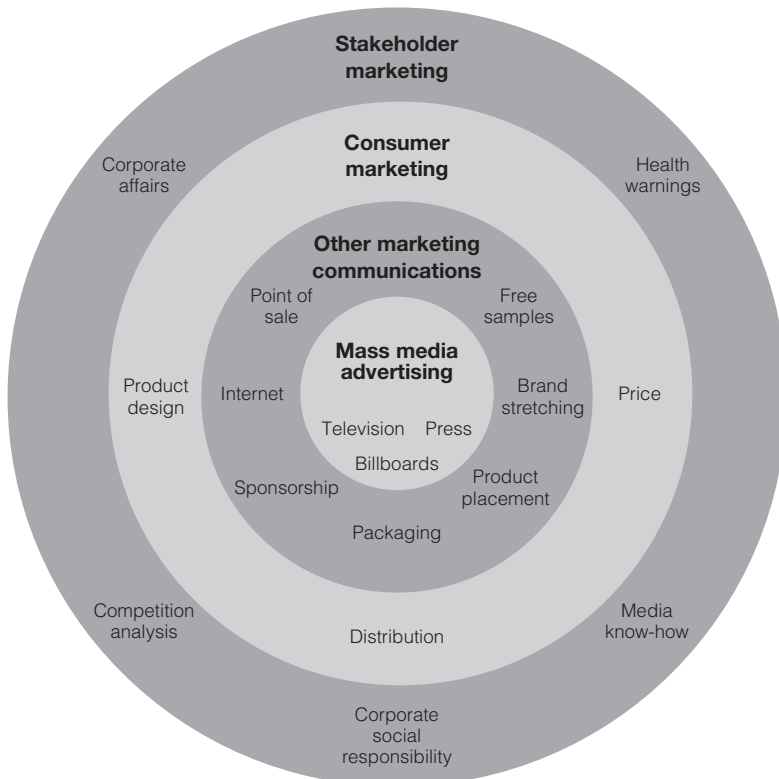 Stakeholder
marketing
Corporate
affairs
Health
warnings
Consumer
marketing
Other marketing
communications
Point of
sale
Free
samples
Mass media
advertising
Product
design
Internet
Brand
stretching
Price
Television Press
Billboards
Sponsorship
Product
placement
Packaging
Competition
analysis
Distribution
Media
know-how
Corporate
social
responsibility